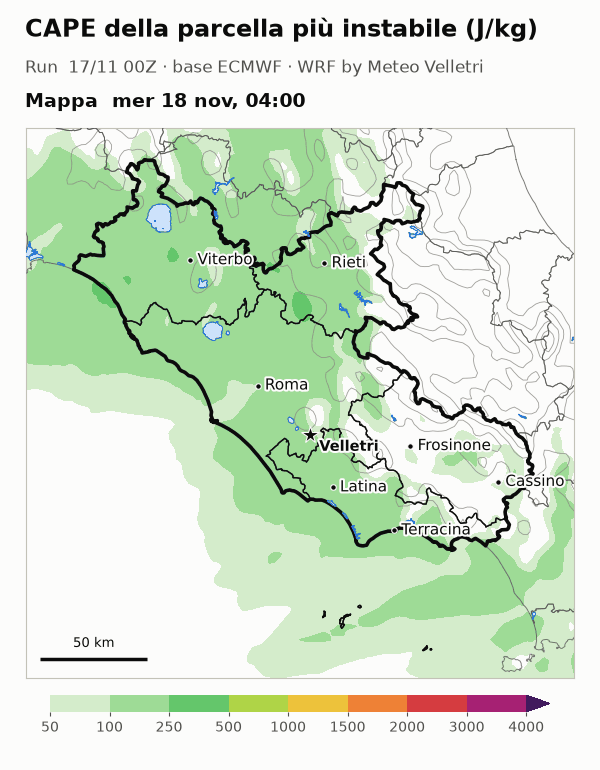 CAPE della parcella più instabile (J/kg)
Run  17/11 00Z · base ECMWF · WRF by Meteo Velletri
Mappa  mer 18 nov, 04:00
Viterbo
Rieti
Roma
Velletri
Frosinone
Cassino
Latina
Terracina
50 km
50 100 250 500 1000 1500 2000 3000 4000